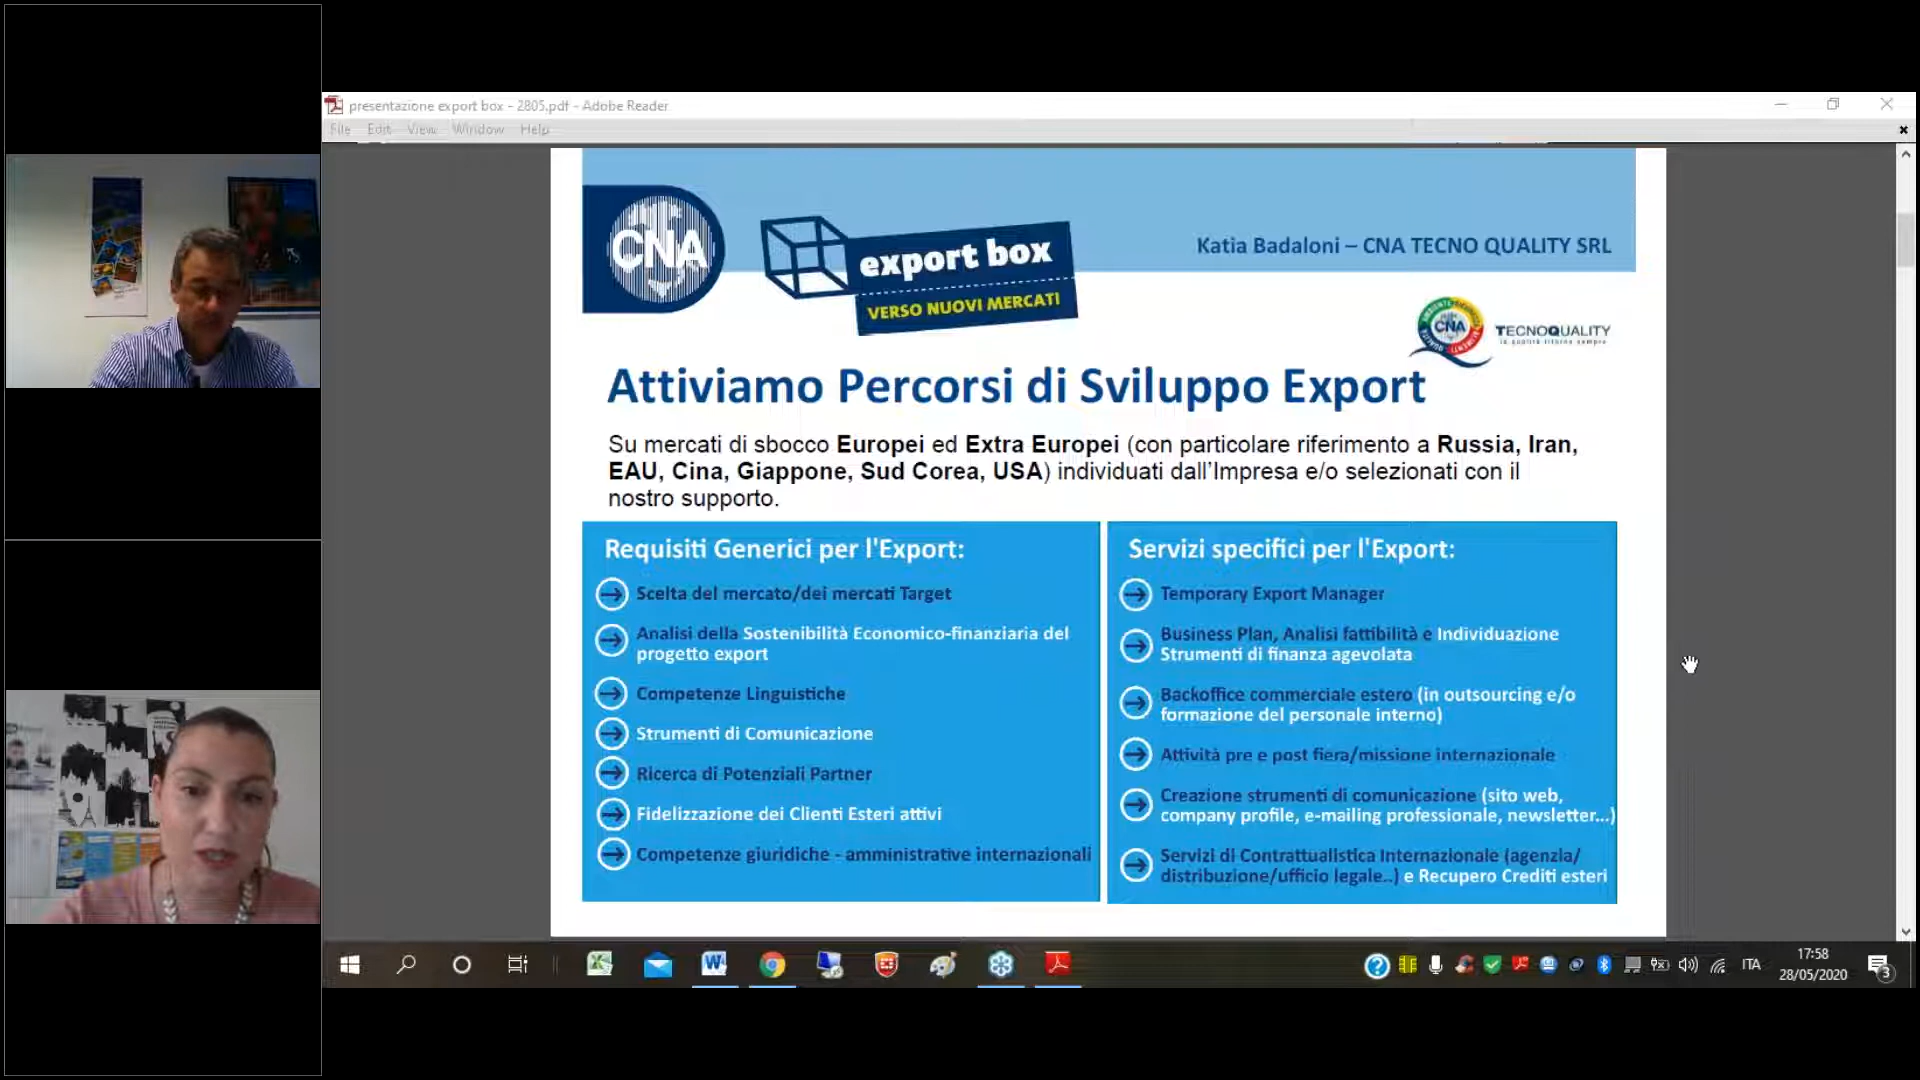 presentazione export box - 2805.pdf - Adobe Reader
File Edit View Window Help
CNA
export box
VERSO NUOVI MERCATI
Katia Badaloni – CNA TECNO QUALITY SRL
CNA
TECNOQUALITY
la qualità ritorna sempre
Attiviamo Percorsi di Sviluppo Export
Su mercati di sbocco Europei ed Extra Europei (con particolare riferimento a Russia, Iran,
EAU, Cina, Giappone, Sud Corea, USA) individuati dall'Impresa e/o selezionati con il
nostro supporto.
Requisiti Generici per l'Export:
Scelta del mercato/dei mercati Target
Analisi della Sostenibilità Economico-finanziaria del
progetto export
Competenze Linguistiche
Strumenti di Comunicazione
Ricerca di Potenziali Partner
Fidelizzazione dei Clienti Esteri attivi
Competenze giuridiche - amministrative internazionali
Servizi specifici per l'Export:
Temporary Export Manager
Business Plan, Analisi fattibilità e Individuazione
Strumenti di finanza agevolata
Backoffice commerciale estero (in outsourcing e/o
formazione del personale interno)
Attività pre e post fiera/missione internazionale
Creazione strumenti di comunicazione (sito web,
company profile, e-mailing professionale, newsletter...)
Servizi di Contrattualistica Internazionale (agenzia/
distribuzione/ufficio legale..) e Recupero Crediti esteri
ITA
17:58
28/05/2020
3